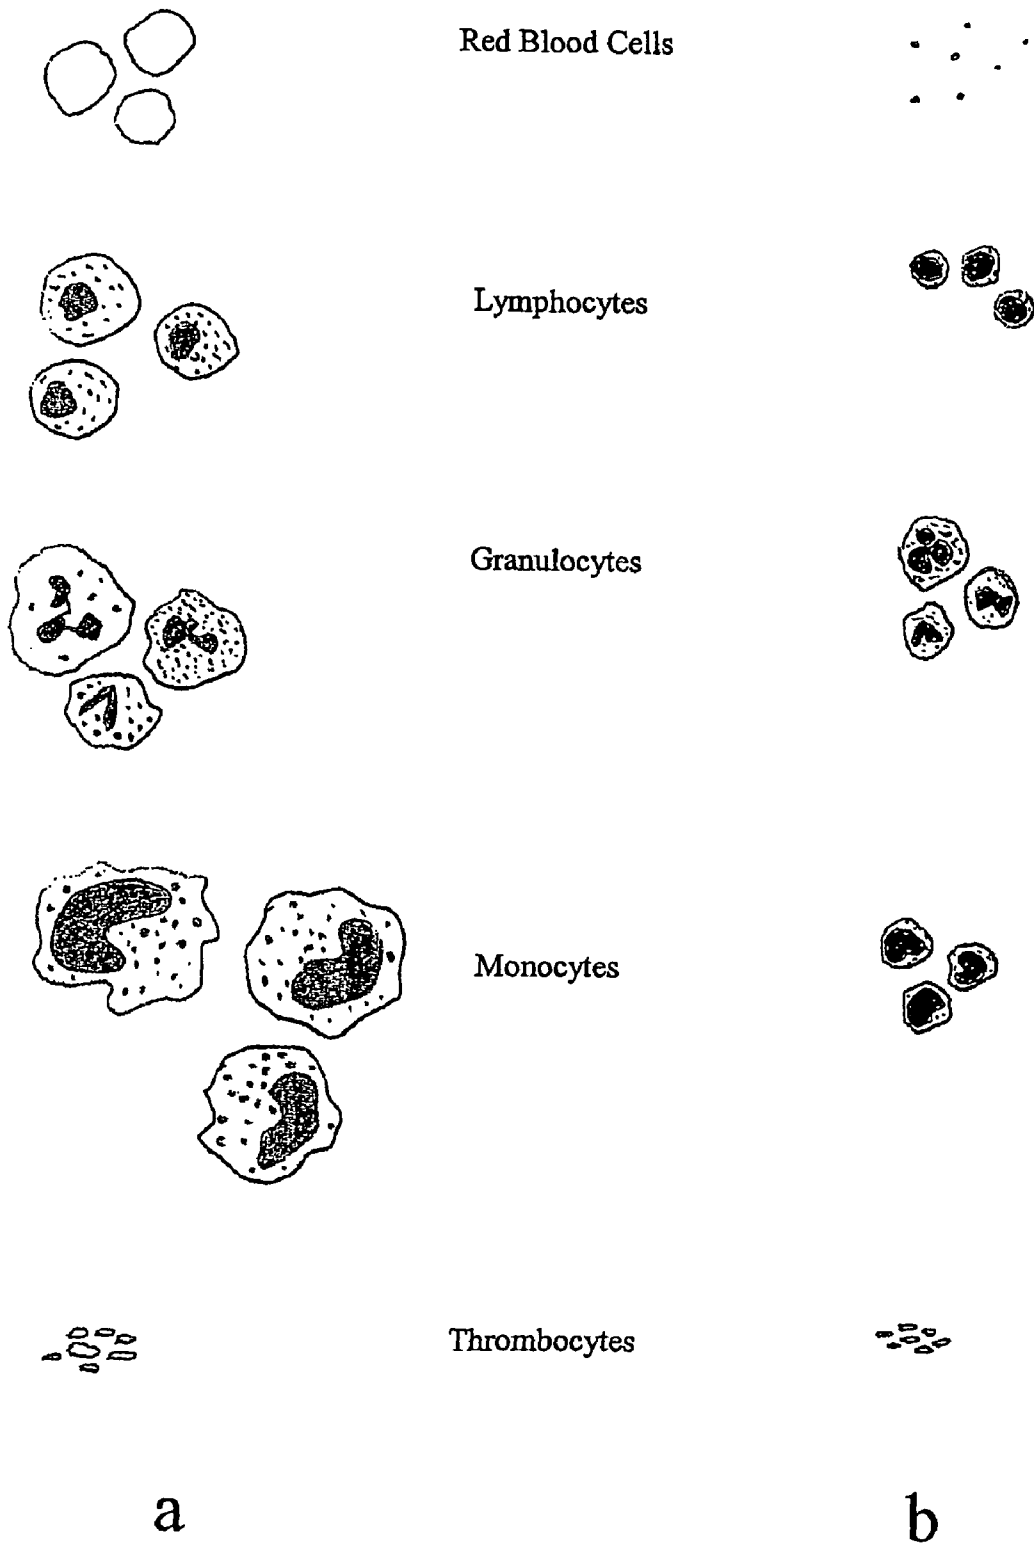 Red Blood Cells
Lymphocytes
Granulocytes
Monocytes
Thrombocytes
a
b